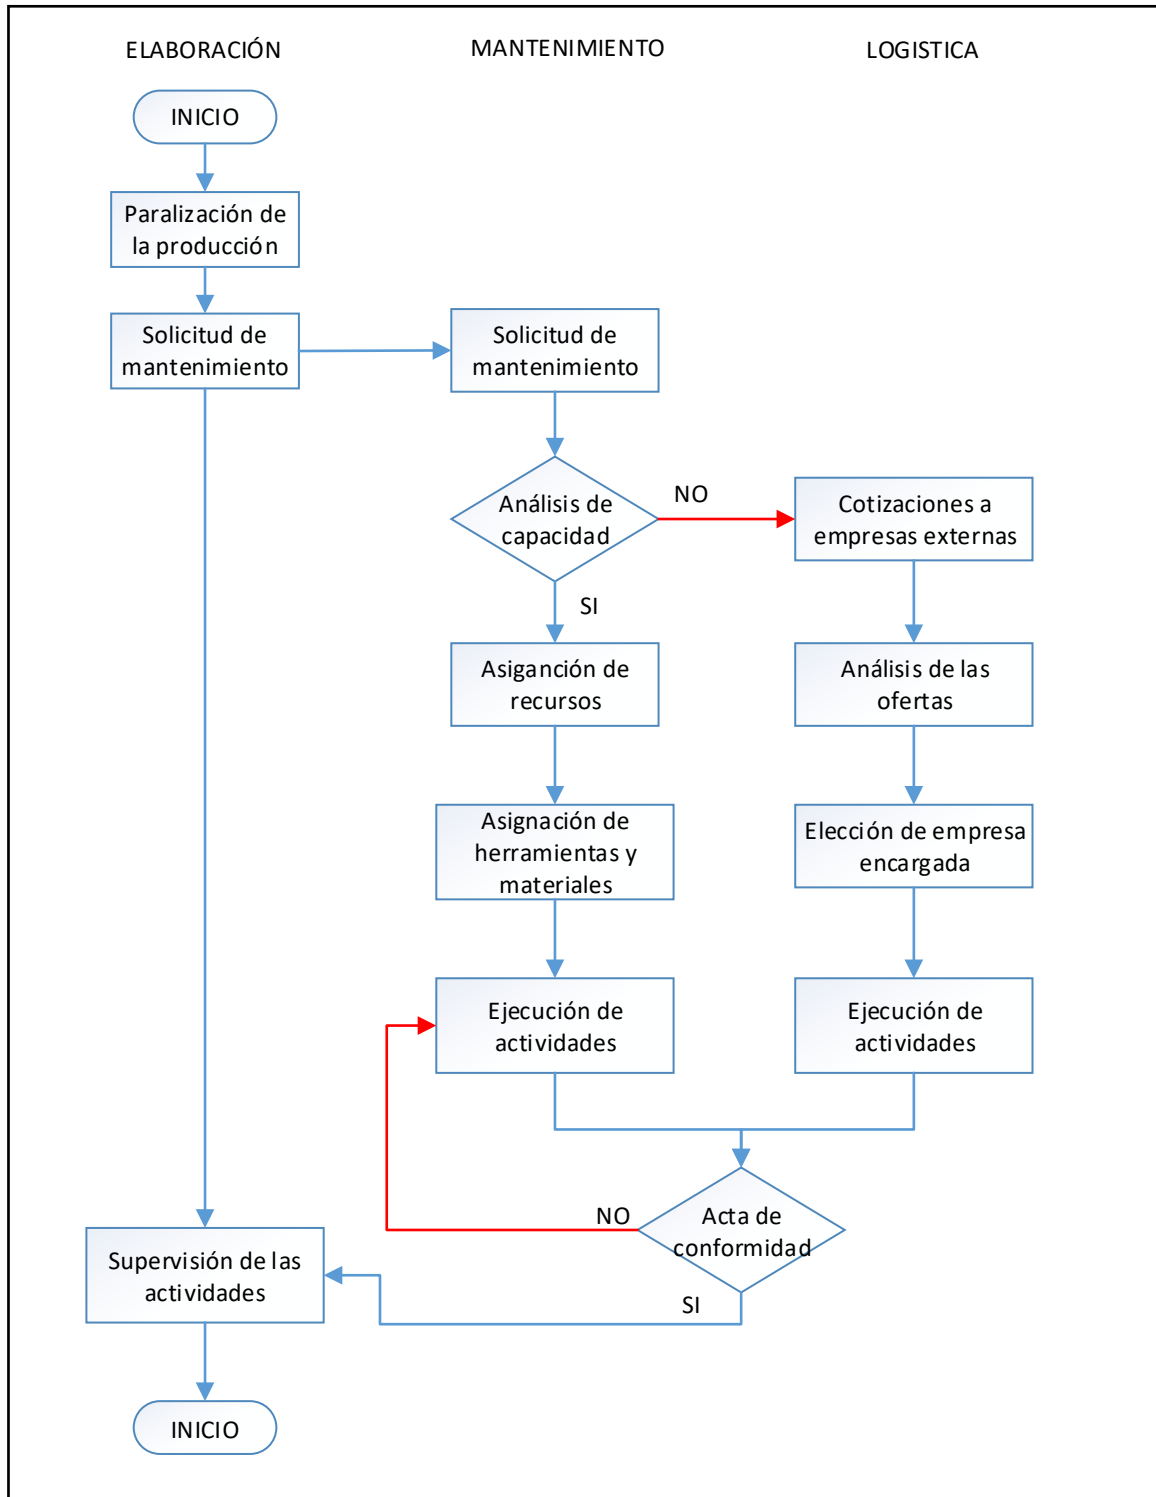 ELABORACIÓN
MANTENIMIENTO
LOGISTICA
INICIO
Paralización de
la producción
Solicitud de
mantenimiento
Solicitud de
mantenimiento
Análisis de
capacidad
NO
Cotizaciones a
empresas externas
SI
Asiganción de
recursos
Análisis de las
ofertas
Asignación de
herramientas y
materiales
Elección de empresa
encargada
Ejecución de
actividades
Ejecución de
actividades
NO
Acta de
conformidad
Supervisión de las
actividades
SI
INICIO